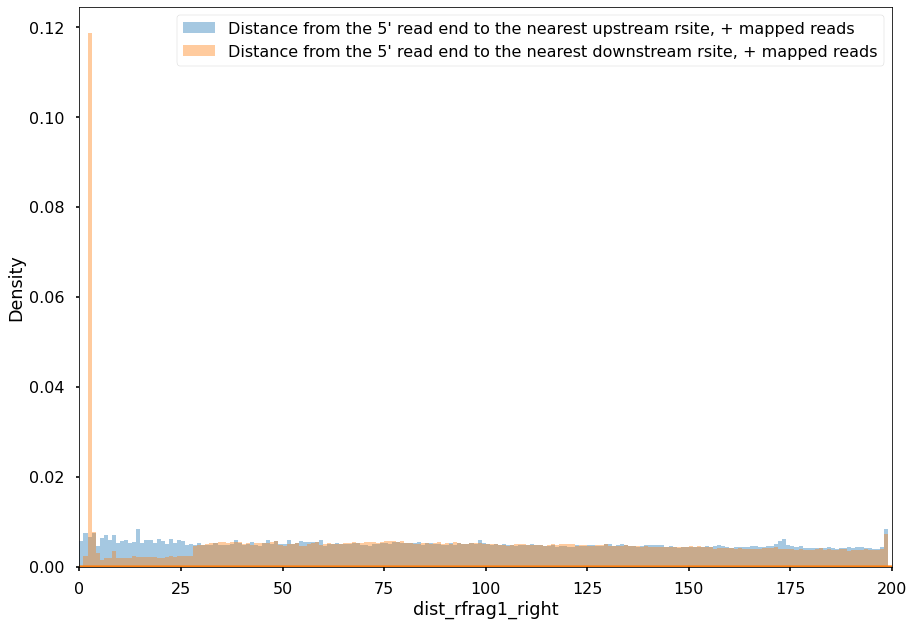 Distance from the 5' read end to the nearest upstream rsite, + mapped reads
Distance from the 5' read end to the nearest downstream rsite, + mapped reads
0.12
0.10
0.08
0.06
0.04
0.02
0.00
Density
0 25 50 75 100 125 150 175 200
dist_rfrag1_right